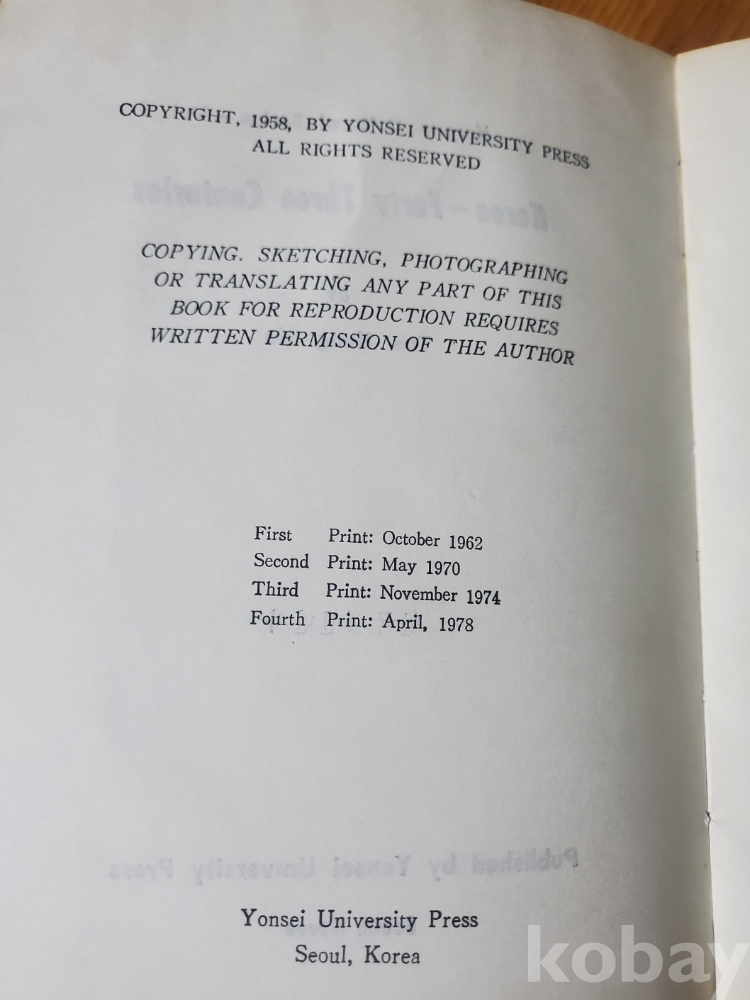 COPYRIGHT, 1958, BY YONSEI UNIVERSITY PRESS
ALL RIGHTS RESERVED
COPYING. SKETCHING, PHOTOGRAPHING
OR TRANSLATING ANY PART OF THIS
BOOK FOR REPRODUCTION REQUIRES
WRITTEN PERMISSION OF THE AUTHOR
First Print: October 1962
Second Print: May 1970
Third Print: November 1974
Fourth Print: April, 1978
Yonsei University Press
Seoul, Korea
kobay